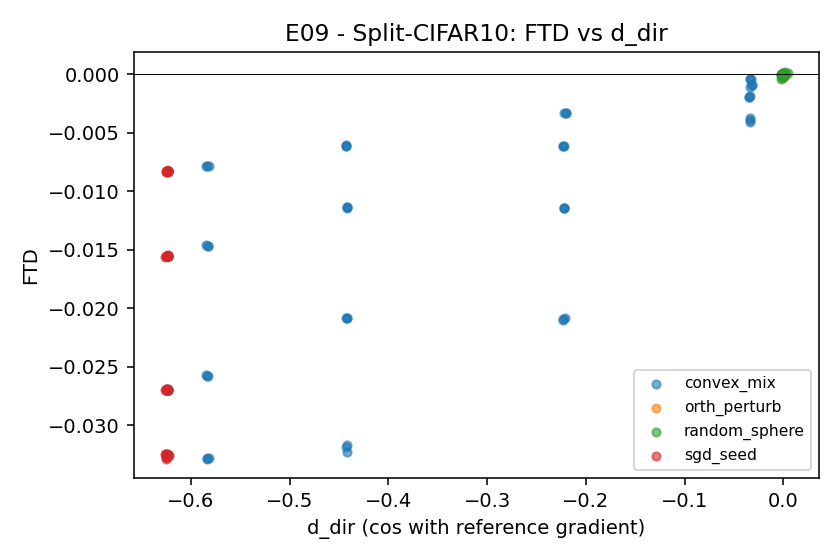 E09 - Split-CIFAR10: FTD vs d_dir
0.000
−0.005
−0.010
−0.015
−0.020
−0.025
−0.030
FTD
convex_mix
orth_perturb
random_sphere
sgd_seed
−0.6
−0.5
−0.4
−0.3
−0.2
−0.1
0.0
d_dir (cos with reference gradient)